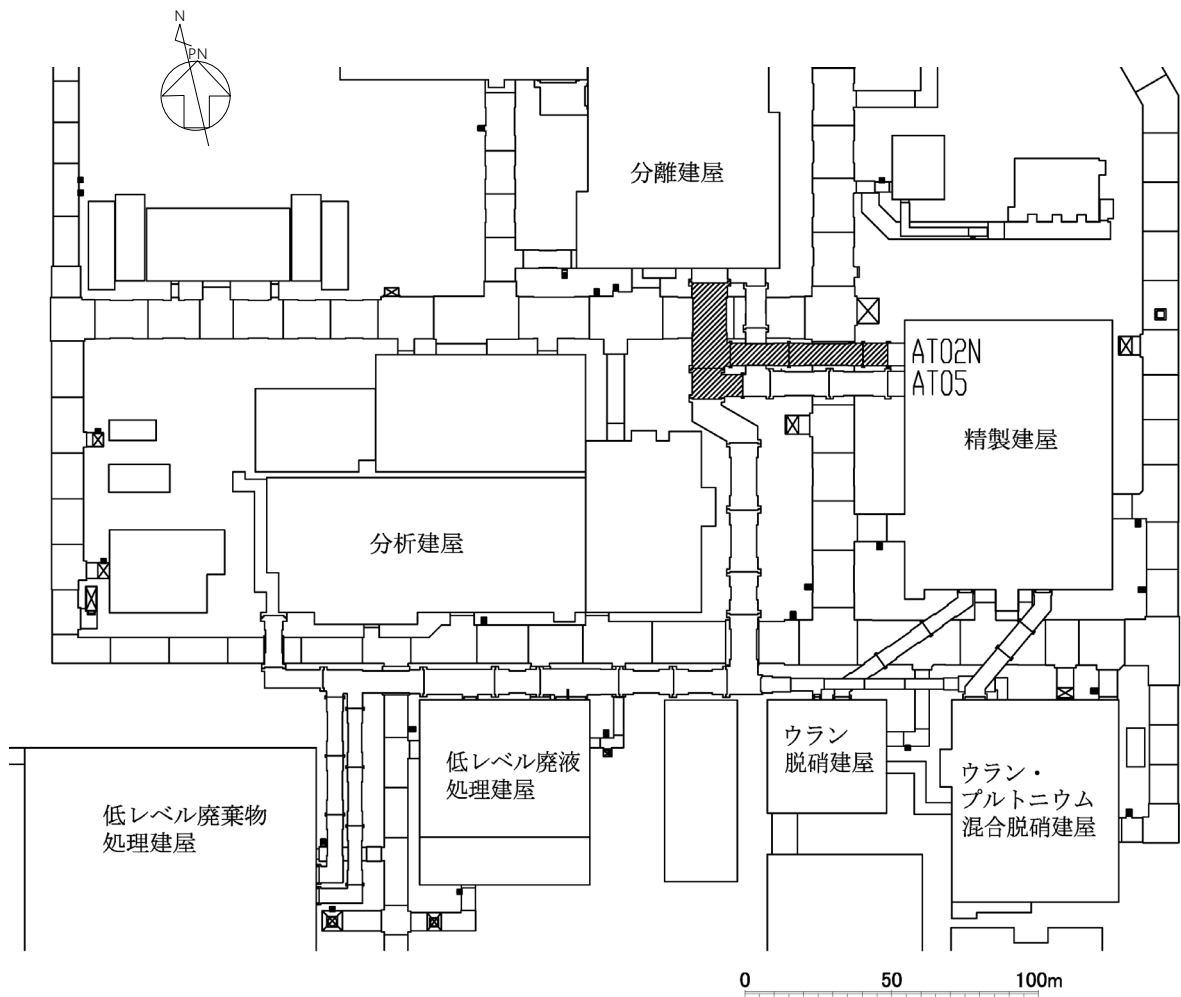 N
PN
分離建屋
AT02N
AT05
精製建屋
分析建屋
ウラン
脱硝建屋
低レベル廃液
処理建屋
ウラン・
プルトニウム
混合脱硝建屋
低レベル廃棄物
処理建屋
0 50 100m